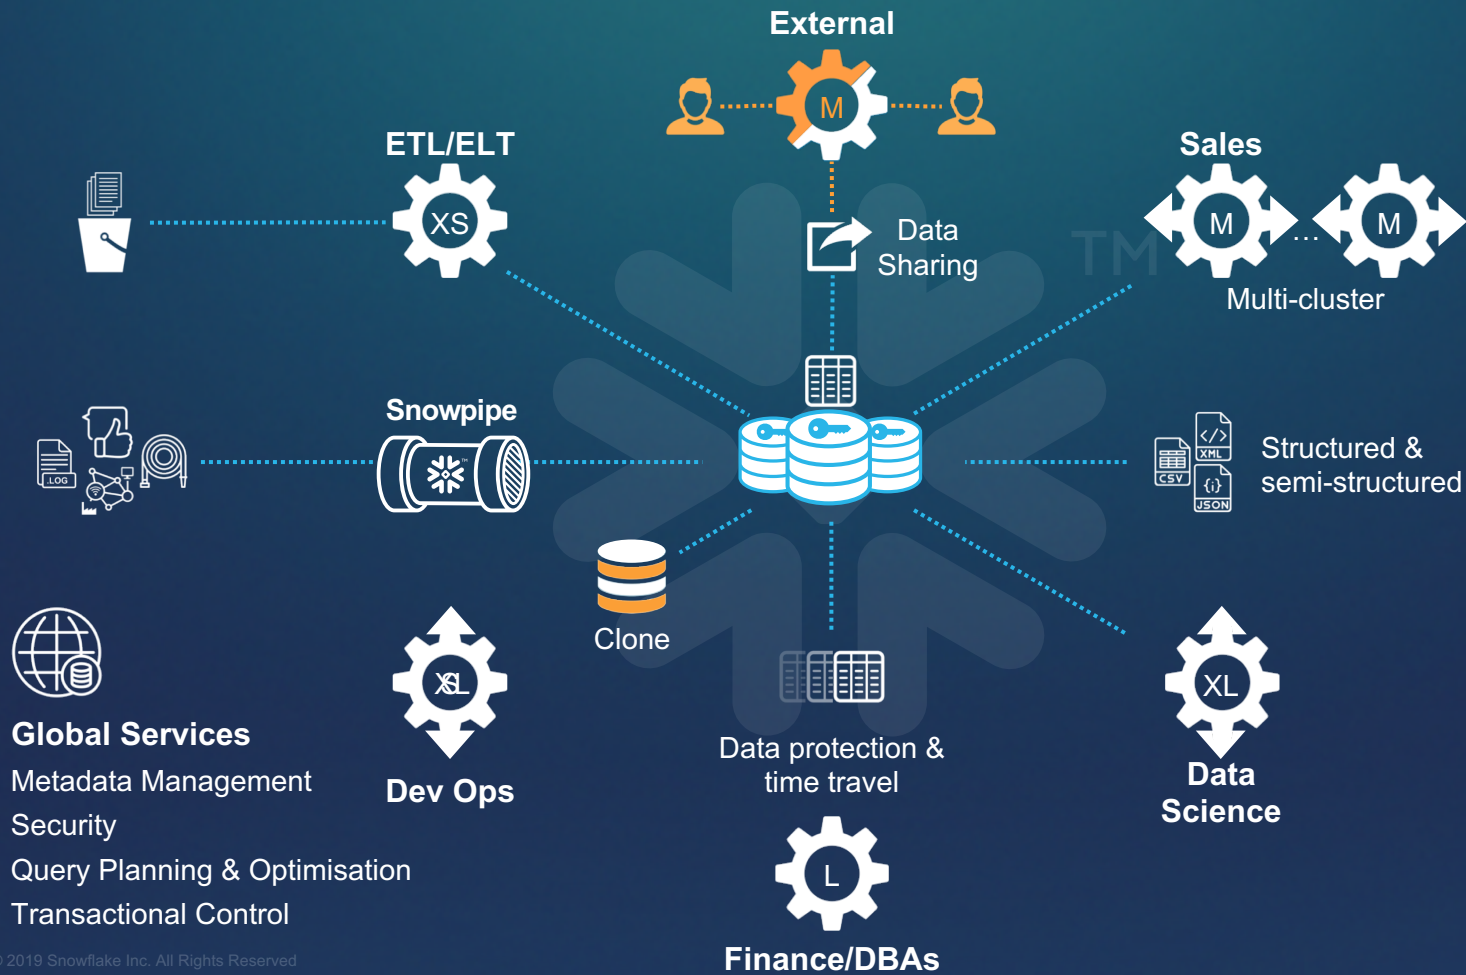 External
M
ETL/ELT
XS
Sales
M
...
M
Data
Sharing
TM
Multi-cluster
Snowpipe
.LOG
</>
XML
CSV
{i}
JSON
Structured &
semi-structured
Clone
XL
Global Services
Metadata Management
Security
Query Planning & Optimisation
Transactional Control
Dev Ops
Data protection &
time travel
XL
Data
Science
L
Finance/DBAs
© 2019 Snowflake Inc. All Rights Reserved